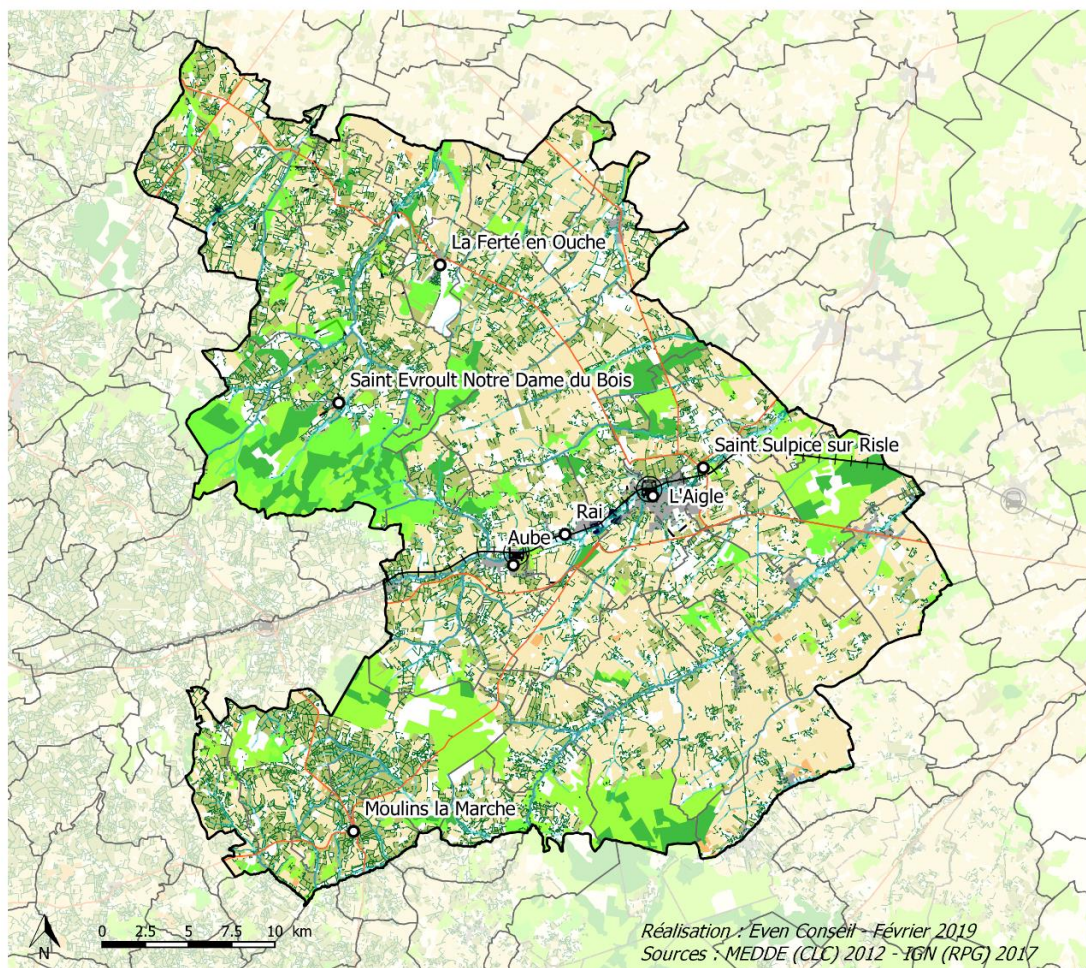 La Ferté en Ouche
Saint Evroult Notre Dame du Bois
Saint Sulpice sur Risle
L'Aigle
Rai
Aube
Moulins la Marche
N
0 2.5 5 7.5 10 km
Réalisation : Even Conseil - Février 2019
Sources : MEDDE (CLC) 2012 - IGN (RPG) 2017